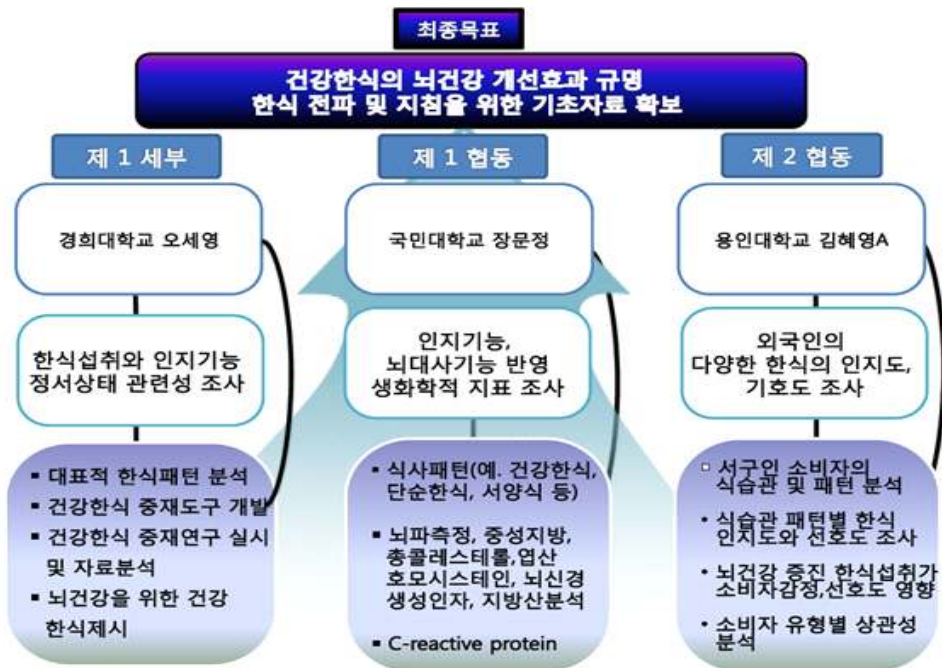 최종목표
건강한식의 뇌건강 개선효과 규명
한식 전파 및 지침을 위한 기초자료 확보
제 1 세부
경희대학교 오세영
한식섭취와 인지기능
정서상태 관련성 조사
▪ 대표적 한식패턴 분석
▪ 건강한식 중재도구 개발
▪ 건강한식 중재연구 실시
및 자료분석
▪ 뇌건강을 위한 건강
한식제시
제 1 협동
국민대학교 장문정
인지기능,
뇌대사기능 반영
생화학적 지표 조사
▪ 식사패턴(예. 건강한식,
단순한식, 서양식 등)
▪ 뇌파측정, 중성지방,
총콜레스테롤,엽산
호모시스테인, 뇌신경
생성인자, 지방산분석
▪ C-reactive protein
제 2 협동
용인대학교 김혜영A
외국인의
다양한 한식의 인지도,
기호도 조사
▫ 서구인 소비자의
식습관 및 패턴 분석
• 식습관 패턴별 한식
인지도와 선호도 조사
• 뇌건강 증진 한식섭취가
소비자감정,선호도 영향
• 소비자 유형별 상관성
분석